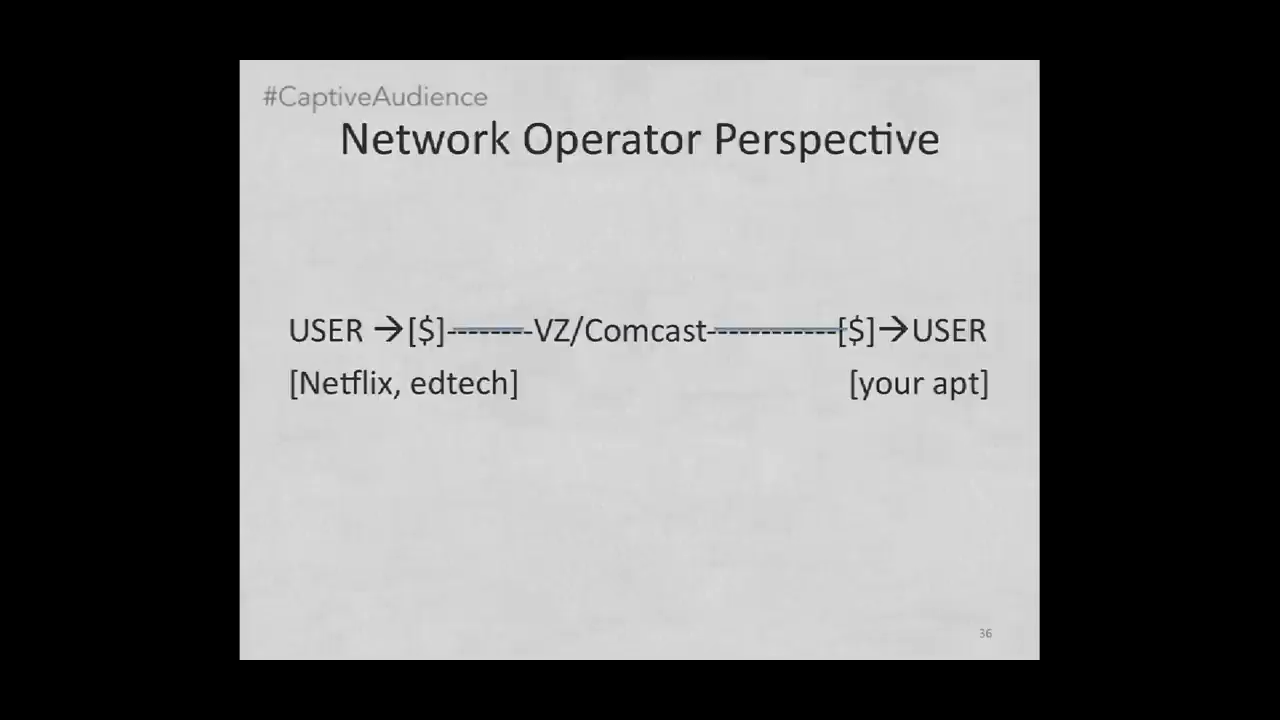 #CaptiveAudience
Network Operator Perspective
USER →[$]--------VZ/Comcast-------------[$]→USER
[Netflix, edtech] [your apt]
36